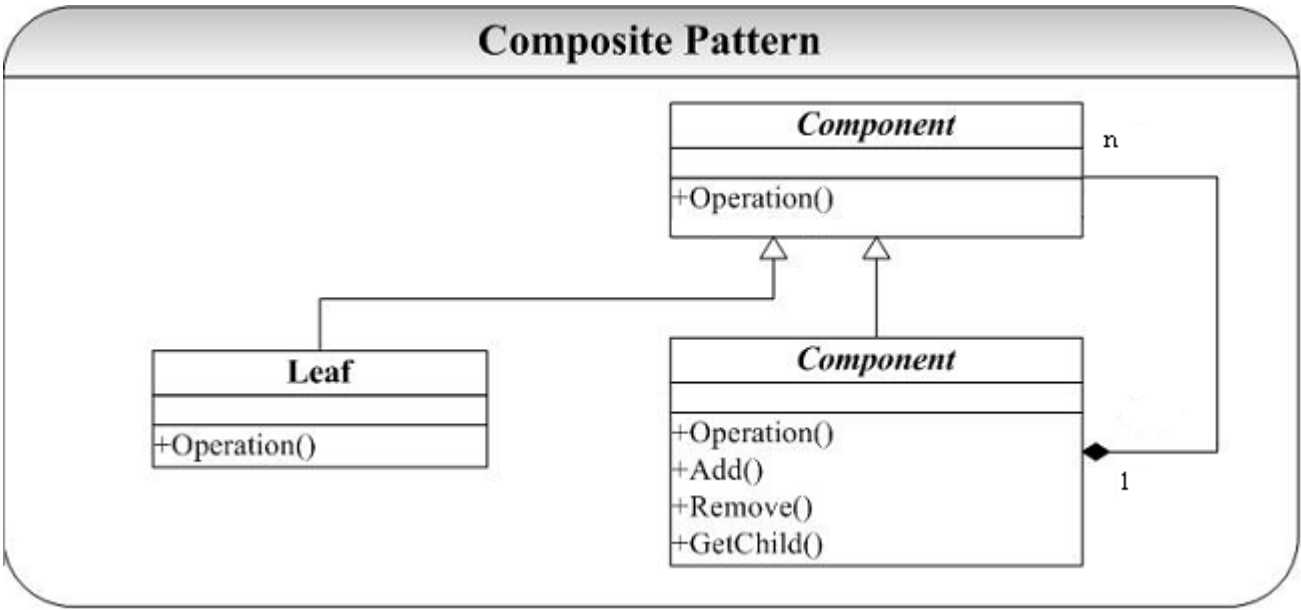 Composite Pattern
Component
n
+Operation()
Leaf
+Operation()
Component
+Operation()
+Add()
+Remove()
+GetChild()
1